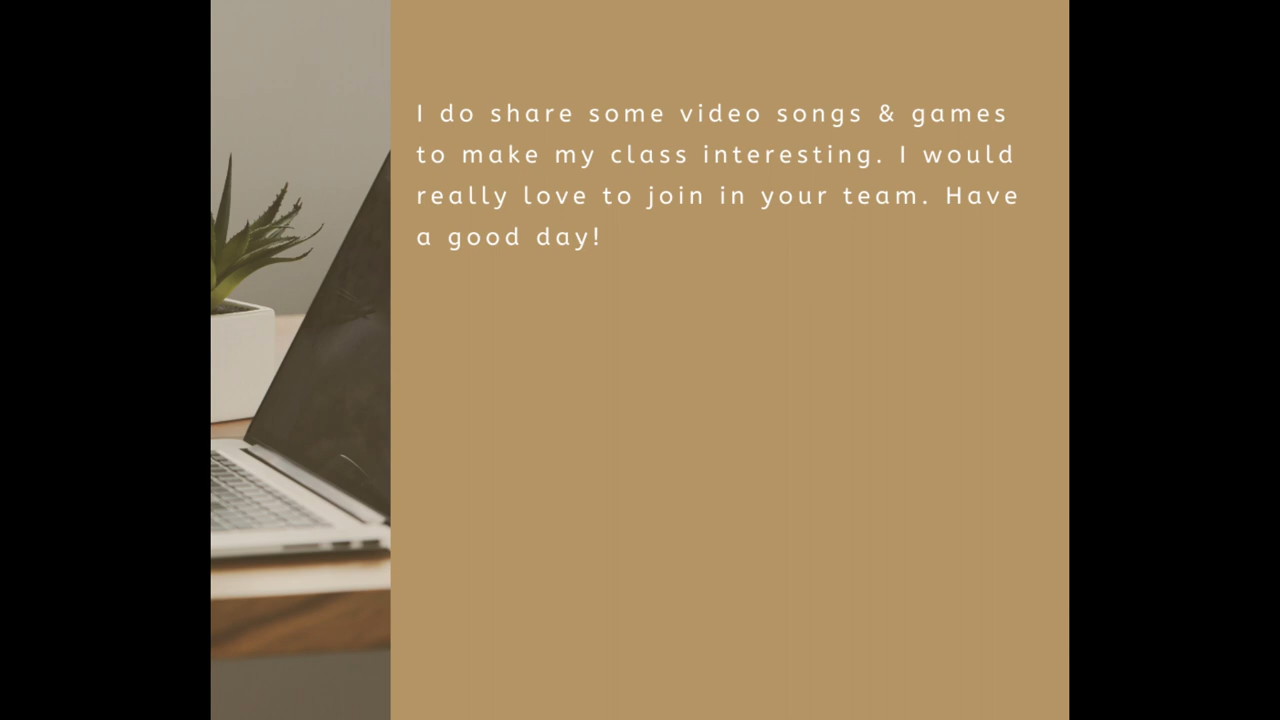 I do share some video songs & games
to make my class interesting. I would
really love to join in your team. Have
a good day!